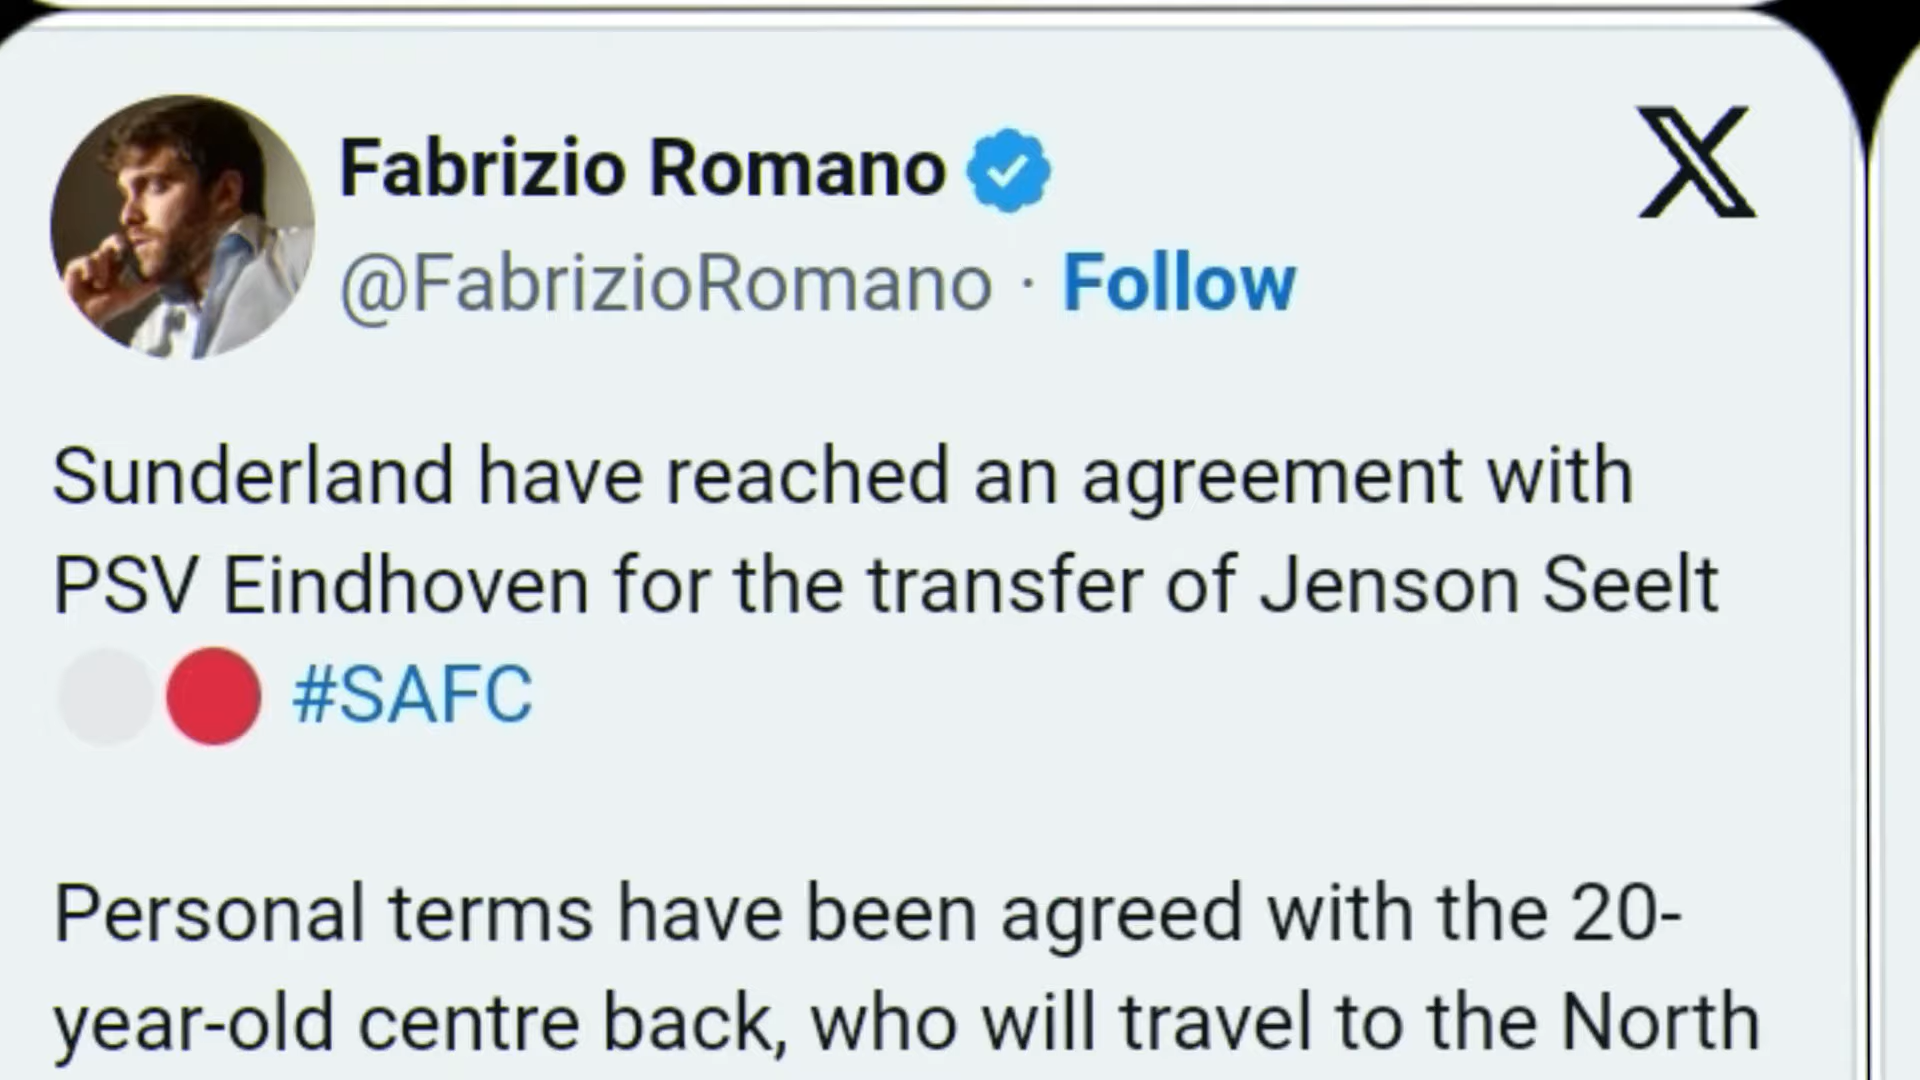 Fabrizio Romano
@FabrizioRomano · Follow
Sunderland have reached an agreement with
PSV Eindhoven for the transfer of Jenson Seelt
⚪🔴 #SAFC
Personal terms have been agreed with the 20-
year-old centre back, who will travel to the North